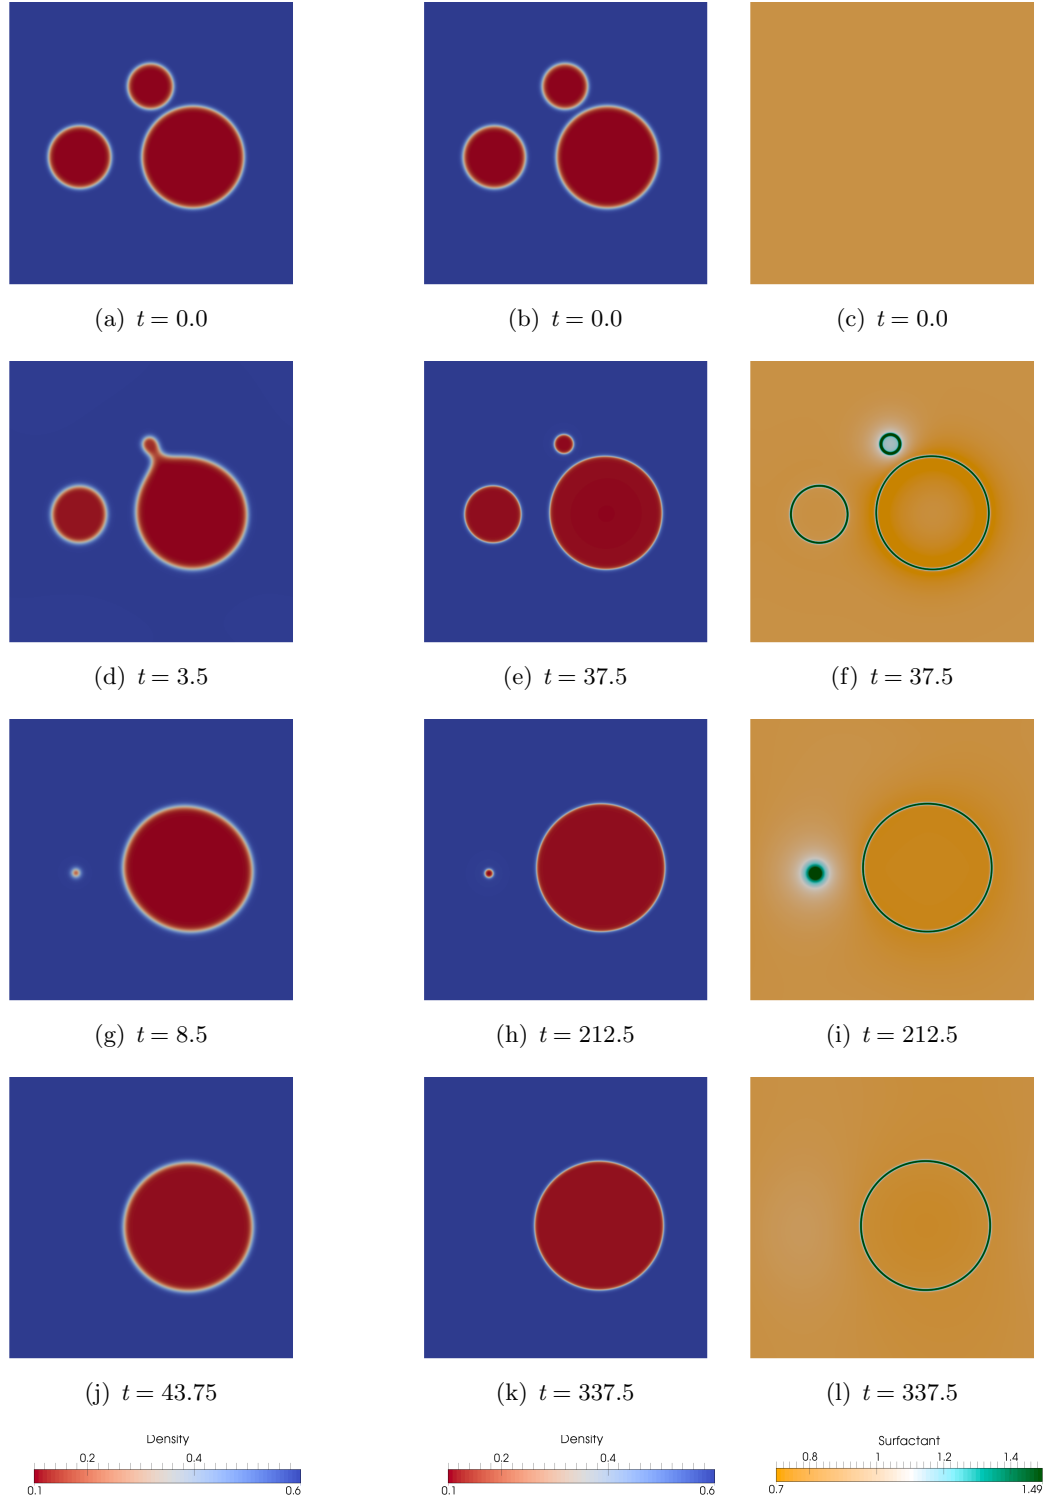 (a) t = 0.0
(b) t = 0.0
(c) t = 0.0
(d) t = 3.5
(e) t = 37.5
(f) t = 37.5
(g) t = 8.5
(h) t = 212.5
(i) t = 212.5
(j) t = 43.75
(k) t = 337.5
(l) t = 337.5
Density
0.2 0.4
0.1 0.6
Density
0.2 0.4
0.1 0.6
Surfactant
0.8 1 1.2 1.4
0.7 1.49